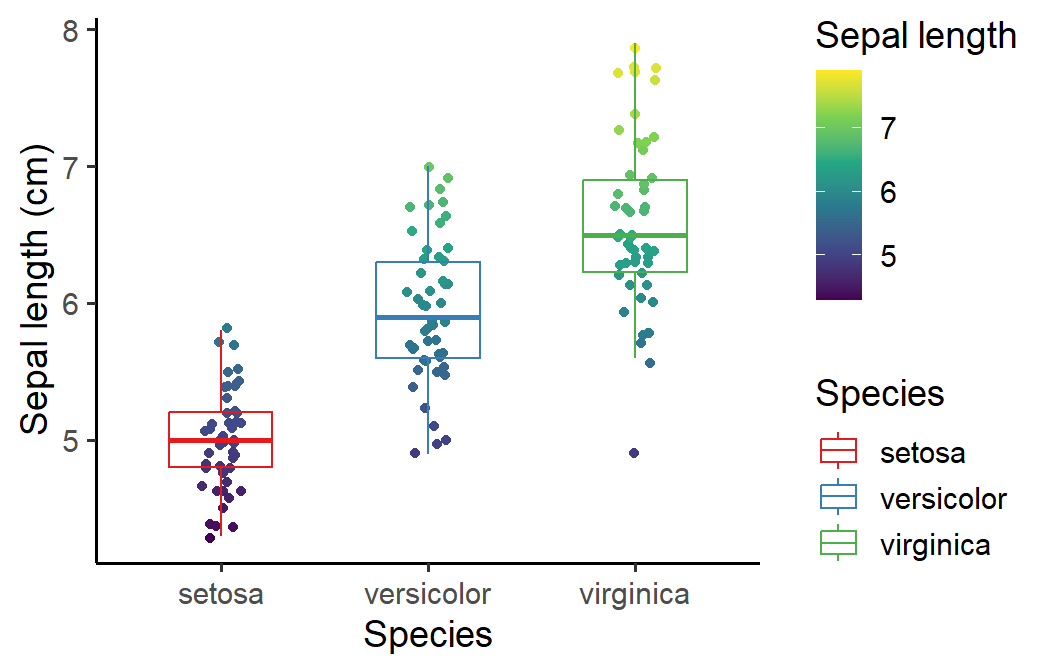 Sepal length (cm)
8
7
6
5
setosa
versicolor
virginica
Species
Sepal length
7
6
5
Species
setosa
versicolor
virginica